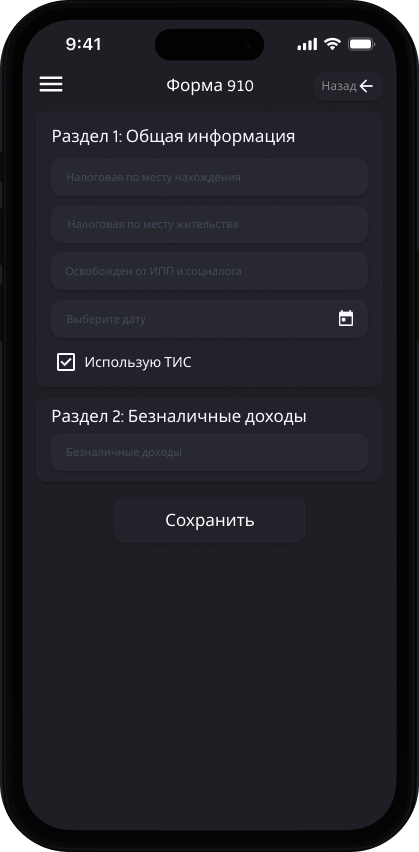 9:41
Форма 910
Назад
Раздел 1: Общая информация
Налоговая по месту нахождения
Налоговая по месту жительства
Освобожден от ИПП и соцналога
Выберите дату
Использую ТИС
Раздел 2: Безналичные доходы
Безналичные доходы
Сохранить